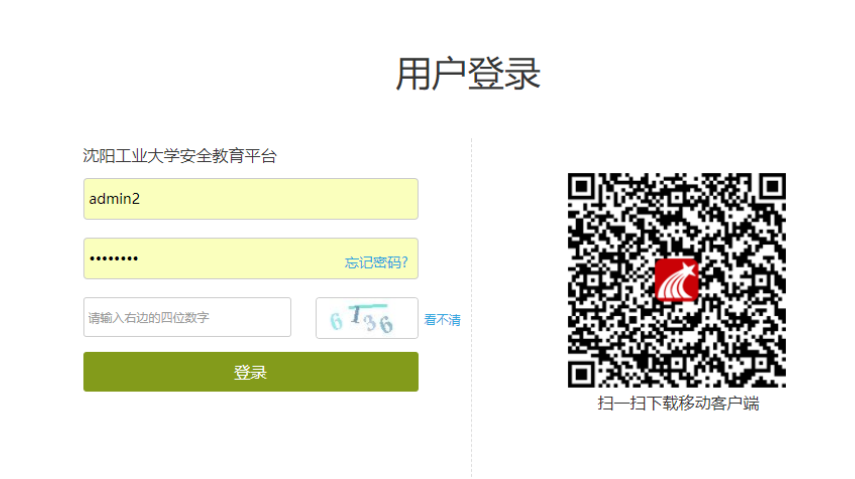 用户登录
沈阳工业大学安全教育平台
admin2
••••••••
忘记密码?
请输入右边的四位数字
看不清
登录
扫一扫下载移动客户端